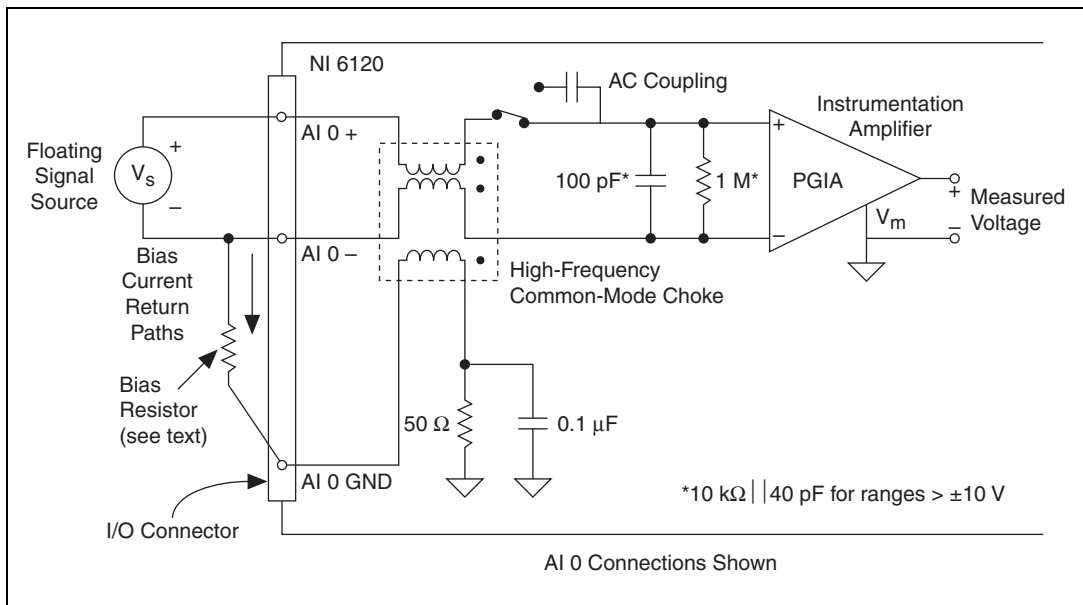 NI 6120
AC Coupling
Instrumentation
Amplifier
AI 0 +
Floating
Signal
Source
+
Vs
–
100 pF*
1 M*
+
PGIA
–
Vm
+
Measured
Voltage
–
AI 0 –
Bias
Current
Return
Paths
High-Frequency
Common-Mode Choke
Bias
Resistor
(see text)
50 Ω
0.1 μF
AI 0 GND
I/O Connector
*10 kΩ || 40 pF for ranges > ±10 V
AI 0 Connections Shown